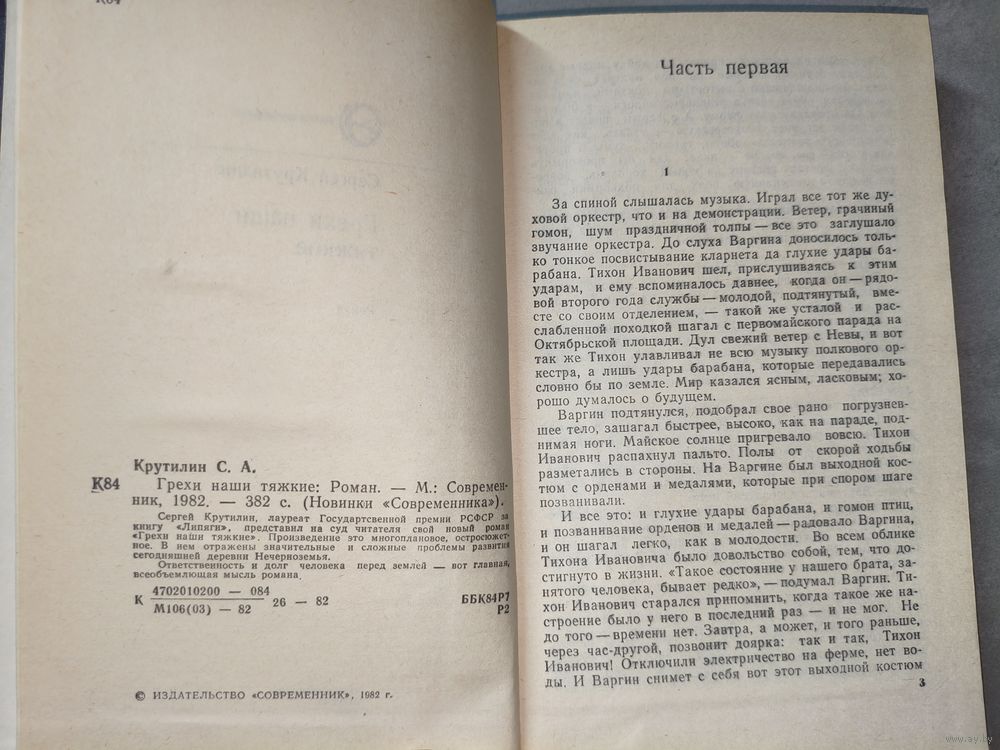 К84
Крутилин С. А.
К84 Грехи наши тяжкие: Роман. — М.: Современ-
ник, 1982. — 382 с. (Новинки «Современника»).
Сергей Крутилин, лауреат Государтсвенной премии РСФСР за
книгу «Липяги», представил на суд читателя свой новый роман
«Грехи наши тяжкие». Произведение это многоплановое, остросюжет-
ное. В нем отражены значительные и сложные проблемы развития
сегодняшней деревни Нечерноземья.
Ответственность и долг человека перед землей — вот главная,
всеобъемлющая мысль романа.
К 4702010200 — 084
М106(03) — 82
26 — 82
ББК84Р7
Р2
© ИЗДАТЕЛЬСТВО «СОВРЕМЕННИК», 1982 г.
Часть первая
1
За спиной слышалась музыка. Играл все тот же ду-
ховой оркестр, что и на демонстрации. Ветер, грачиный
гомон, шум праздничной толпы — все это заглушало
звучание оркестра. До слуха Варгина доносилось толь-
ко тонкое посвистывание кларнета да глухие удары ба-
рабана. Тихон Иванович шел, прислушиваясь к этим
ударам, и ему вспоминалось давнее, когда он — рядо-
вой второго года службы — молодой, подтянутый, вме-
сте со своим отделением, — такой же усталой и рас-
слабленной походкой шагал с первомайского парада на
Октябрьской площади. Дул свежий ветер с Невы, и вот
так же Тихон улавливал не всю музыку полкового ор-
кестра, а лишь удары барабана, которые передавались
словно бы по земле. Мир казался ясным, ласковым; хо-
рошо думалось о будущем.
Варгин подтянулся, подобрал свое рано погрузнев-
шее тело, зашагал быстрее, высоко, как на параде, под-
нимая ноги. Майское солнце пригревало вовсю. Тихон
Иванович распахнул пальто. Полы от скорой ходьбы
разметались в стороны. На Варгине был выходной кос-
тюм с орденами и медалями, которые при спором шаге
позванивали.
И все это: и глухие удары барабана, и гомон птиц,
и позванивание орденов и медалей — радовало Варгина,
и он шагал легко, как в молодости. Во всем облике
Тихона Ивановича было довольство собой, тем, что до-
стигнуто в жизни. «Такое состояние у нашего брата, за-
нятого человека, бывает редко», — подумал Варгин. Ти-
хон Иванович старался припомнить, когда такое же на-
строение было у него в последний раз — и не мог. Не
до того — времени нет. Завтра, а может, и того раньше,
через час-другой, позвонит доярка: так и так, Тихон
Иванович! Отключили электричество на ферме, нет во-
ды. И Варгин снимет с себя вот этот выходной костюм
3
www.ay.by